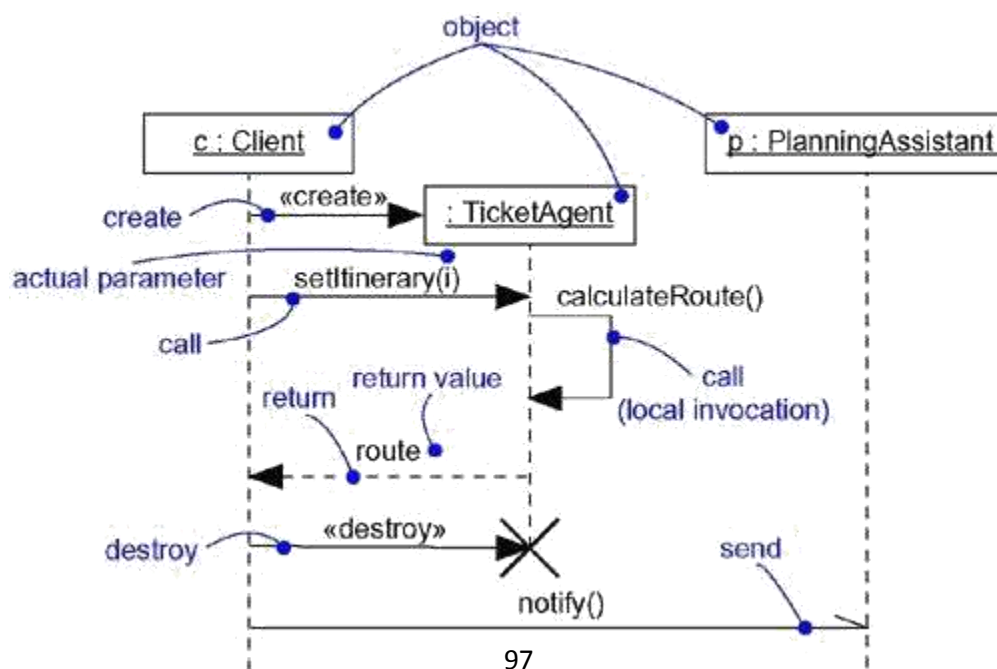 object
c : Client
p : PlanningAssistant
«create»
create
: TicketAgent
actual parameter
setItinerary(i)
calculateRoute()
call
return value
call
(local invocation)
return
route
«destroy»
destroy
send
notify()
97